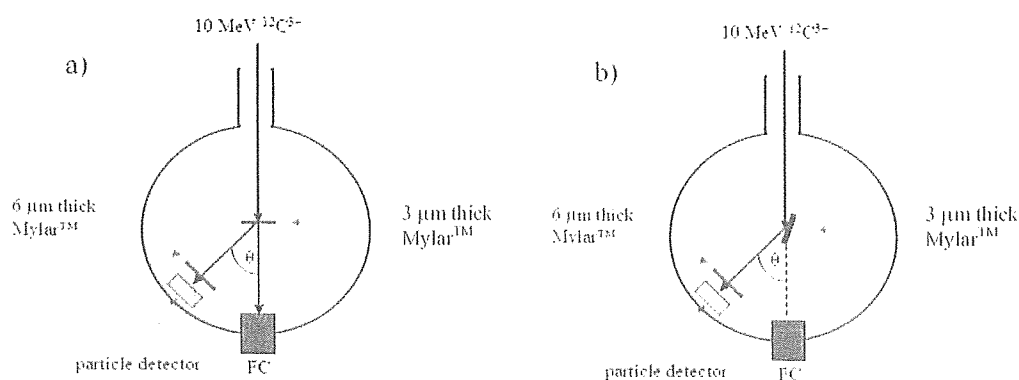 10 MeV ¹²C³⁺
a)
6 μm thick
Mylar™
3 μm thick
Mylar™
θ
particle detector
FC
10 MeV ¹²C³⁺
b)
6 μm thick
Mylar™
3 μm thick
Mylar™
θ
particle detector
FC